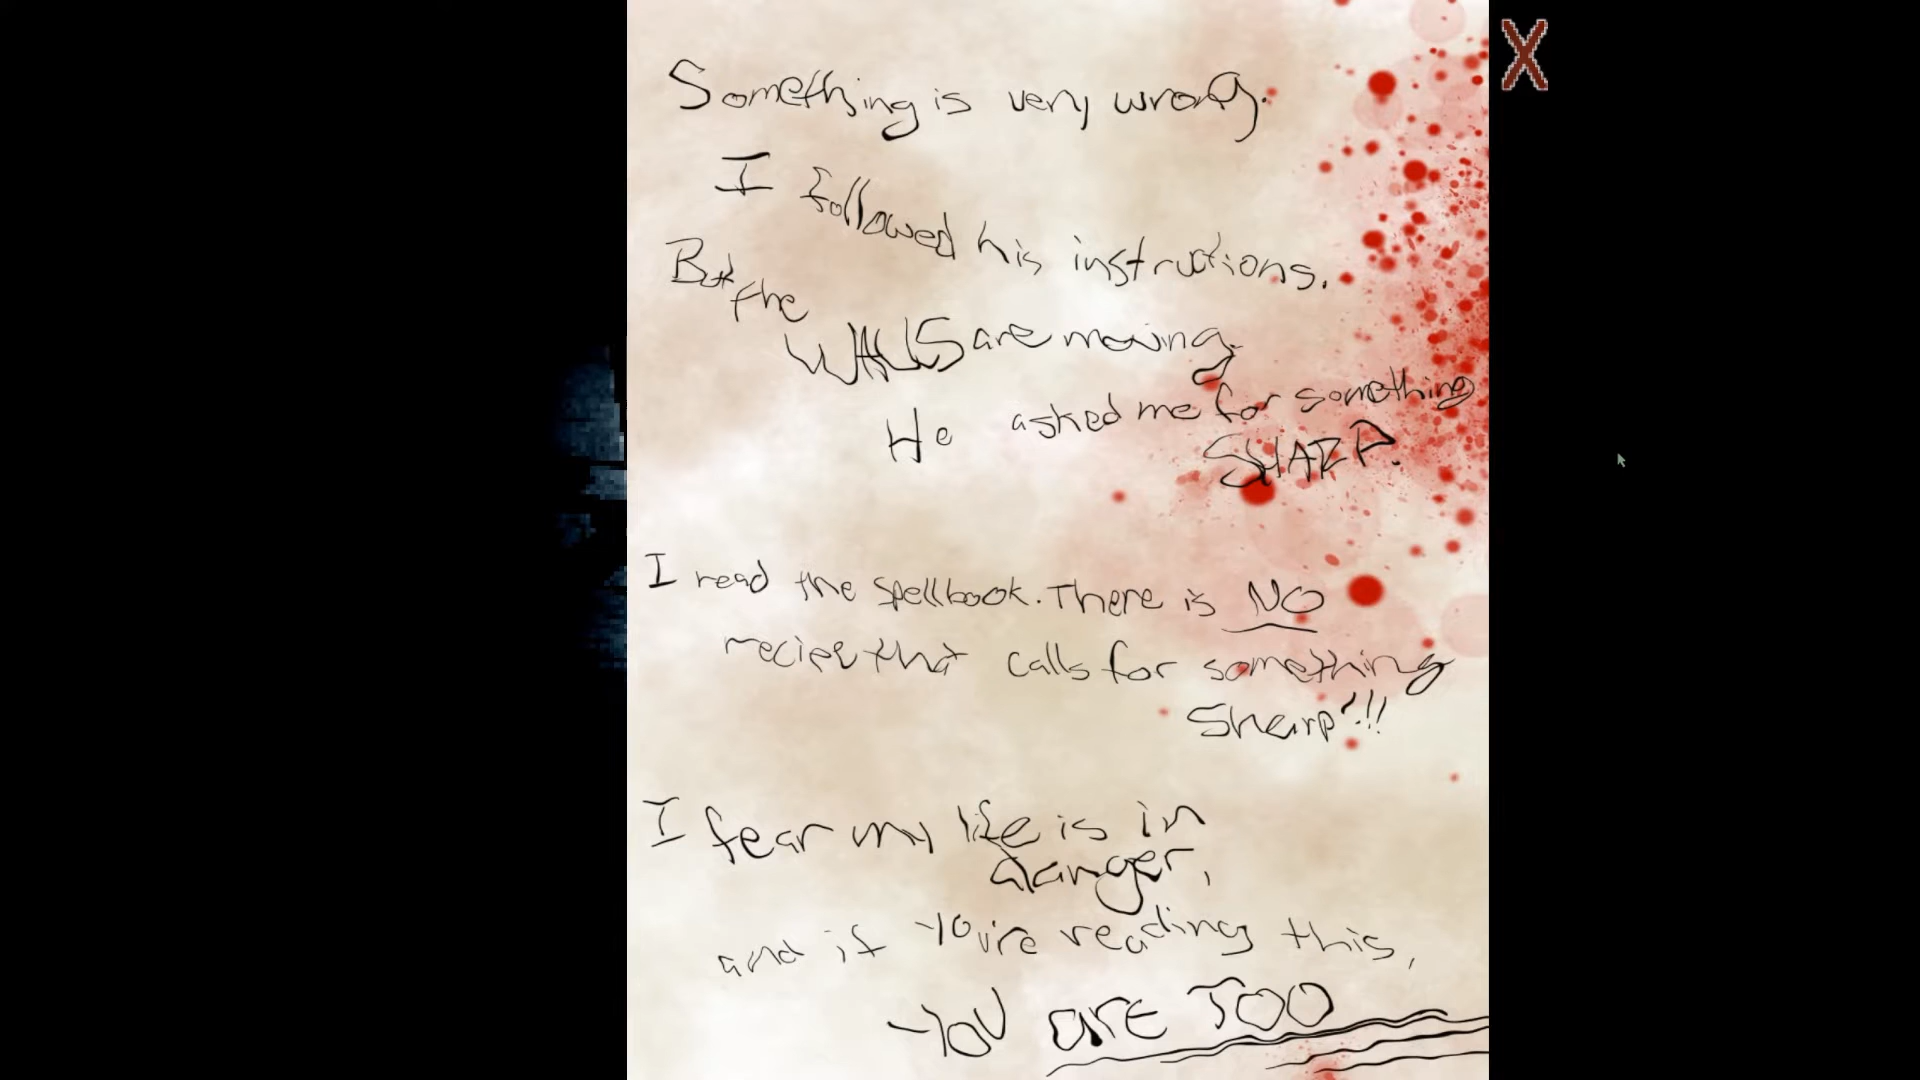 Something is very wrong.
I followed his instructions.
But the
WALLS are moving.
He asked me for something
SHARP.
I read the spellbook. There is NO
recipe that calls for something
Sharp!!!
I fear my life is in
danger,
and if you're reading this,
YOU ARE TOO
X